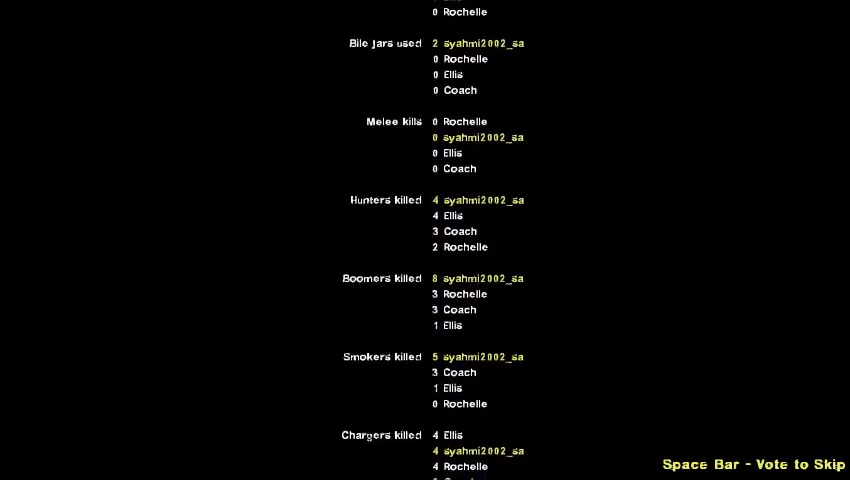 0 Rochelle
Bile Jars used 2 syahmi2002_sa
0 Rochelle
0 Ellis
0 Coach
Melee kills 0 Rochelle
0 syahmi2002_sa
0 Ellis
0 Coach
Hunters killed 4 syahmi2002_sa
4 Ellis
3 Coach
2 Rochelle
Boomers killed 8 syahmi2002_sa
3 Rochelle
3 Coach
1 Ellis
Smokers killed 5 syahmi2002_sa
3 Coach
1 Ellis
0 Rochelle
Chargers killed 4 Ellis
4 syahmi2002_sa
4 Rochelle
Space Bar - Vote to Skip